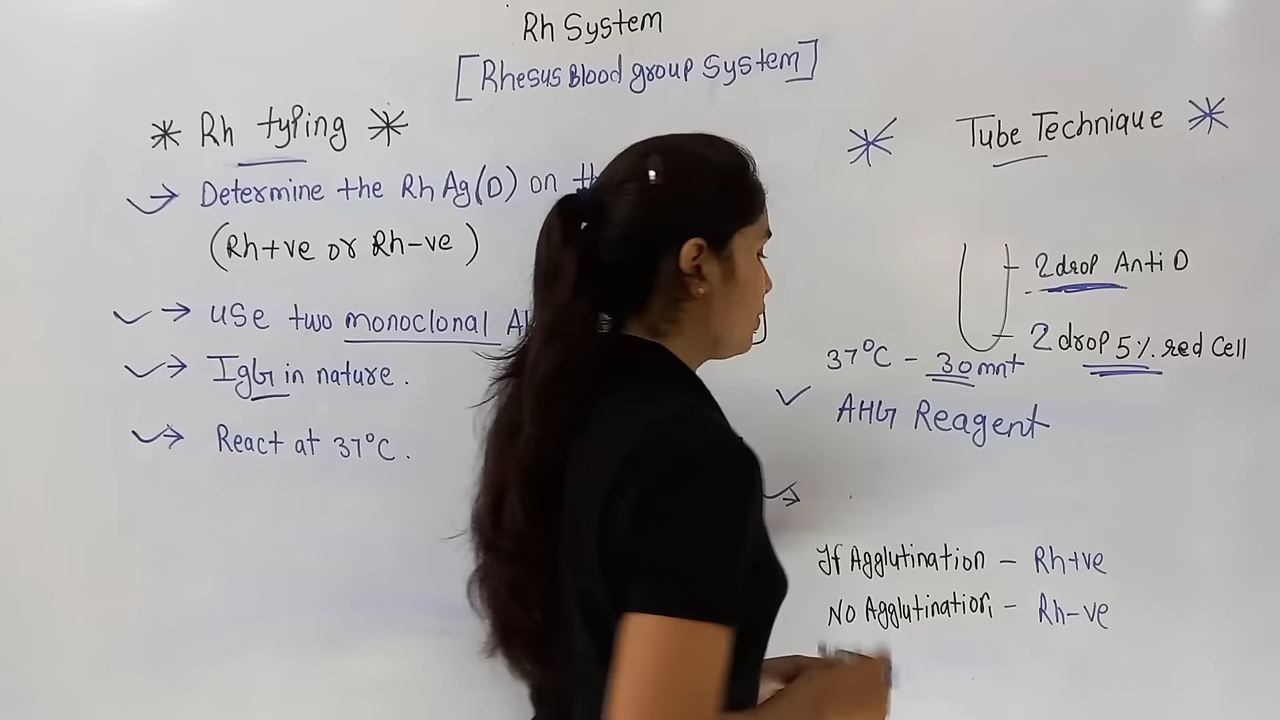 Rh System
[Rhesus Blood group System]
* Rh typing *
→ Determine the Rh Ag(D) on
(Rh+ve or Rh-ve)
→ use two monoclonal
→ IgG in nature.
→ React at 37°C.
* Tube Technique *
2 drop Anti D
2 drop 5% red Cell
37°C - 30 mnt
AHG Reagent
If Agglutination - Rh+ve
No Agglutination - Rh-ve